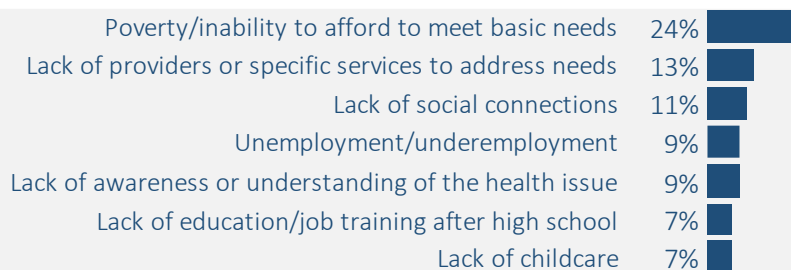 Poverty/inability to afford to meet basic needs 24%
Lack of providers or specific services to address needs 13%
Lack of social connections 11%
Unemployment/underemployment 9%
Lack of awareness or understanding of the health issue 9%
Lack of education/job training after high school 7%
Lack of childcare 7%